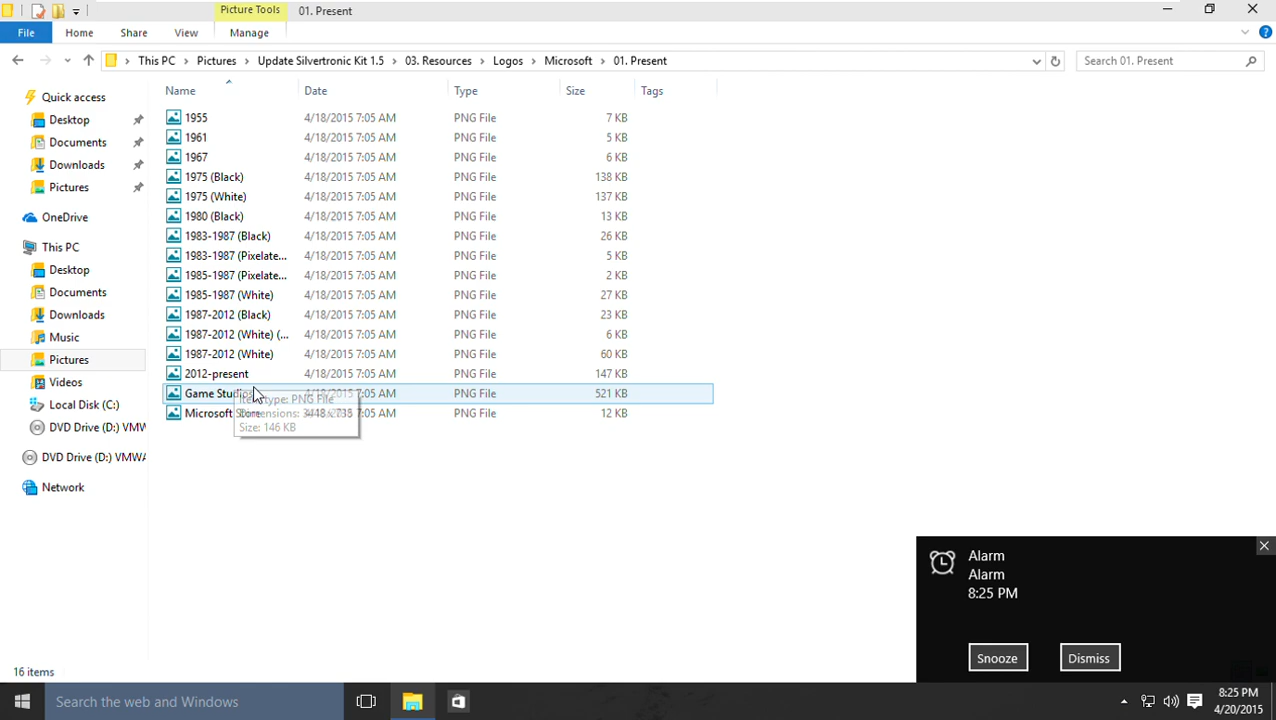 Picture Tools 01. Present
File Home Share View Manage
This PC Pictures Update Silvertronic Kit 1.5 03. Resources Logos Microsoft 01. Present Search 01. Present
Name Date Type Size Tags
Quick access
Desktop
Documents
Downloads
Pictures
OneDrive
This PC
Desktop
Documents
Downloads
Music
Pictures
Videos
Local Disk (C:)
DVD Drive (D:) VMW
DVD Drive (D:) VMWA
Network
1955 4/18/2015 7:05 AM PNG File 7 KB
1961 4/18/2015 7:05 AM PNG File 5 KB
1967 4/18/2015 7:05 AM PNG File 6 KB
1975 (Black) 4/18/2015 7:05 AM PNG File 138 KB
1975 (White) 4/18/2015 7:05 AM PNG File 137 KB
1980 (Black) 4/18/2015 7:05 AM PNG File 13 KB
1983-1987 (Black) 4/18/2015 7:05 AM PNG File 26 KB
1983-1987 (Pixelate... 4/18/2015 7:05 AM PNG File 5 KB
1985-1987 (Pixelate... 4/18/2015 7:05 AM PNG File 2 KB
1985-1987 (White) 4/18/2015 7:05 AM PNG File 27 KB
1987-2012 (Black) 4/18/2015 7:05 AM PNG File 23 KB
1987-2012 (White) (... 4/18/2015 7:05 AM PNG File 6 KB
1987-2012 (White) 4/18/2015 7:05 AM PNG File 60 KB
2012-present 4/18/2015 7:05 AM PNG File 147 KB
Game Studios 7:05 AM PNG File 521 KB
Item type: PNG File
Microsoft Store 7:05 AM PNG File 12 KB
Dimensions:
Size: 146 KB
16 items
Alarm
Alarm
8:25 PM
Snooze Dismiss
Search the web and Windows
8:25 PM
4/20/2015